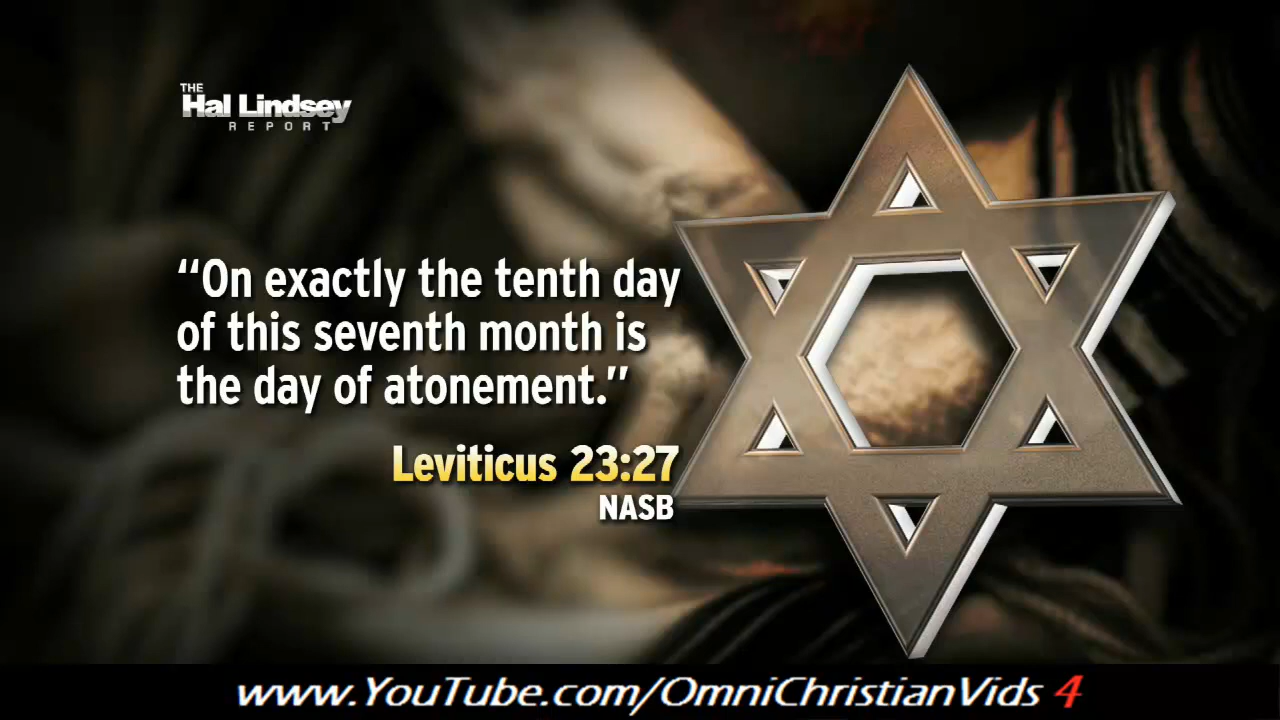 THE
Hal Lindsey
REPORT
“On exactly the tenth day
of this seventh month is
the day of atonement.”
Leviticus 23:27
NASB
www.YouTube.com/OmniChristianVids 4